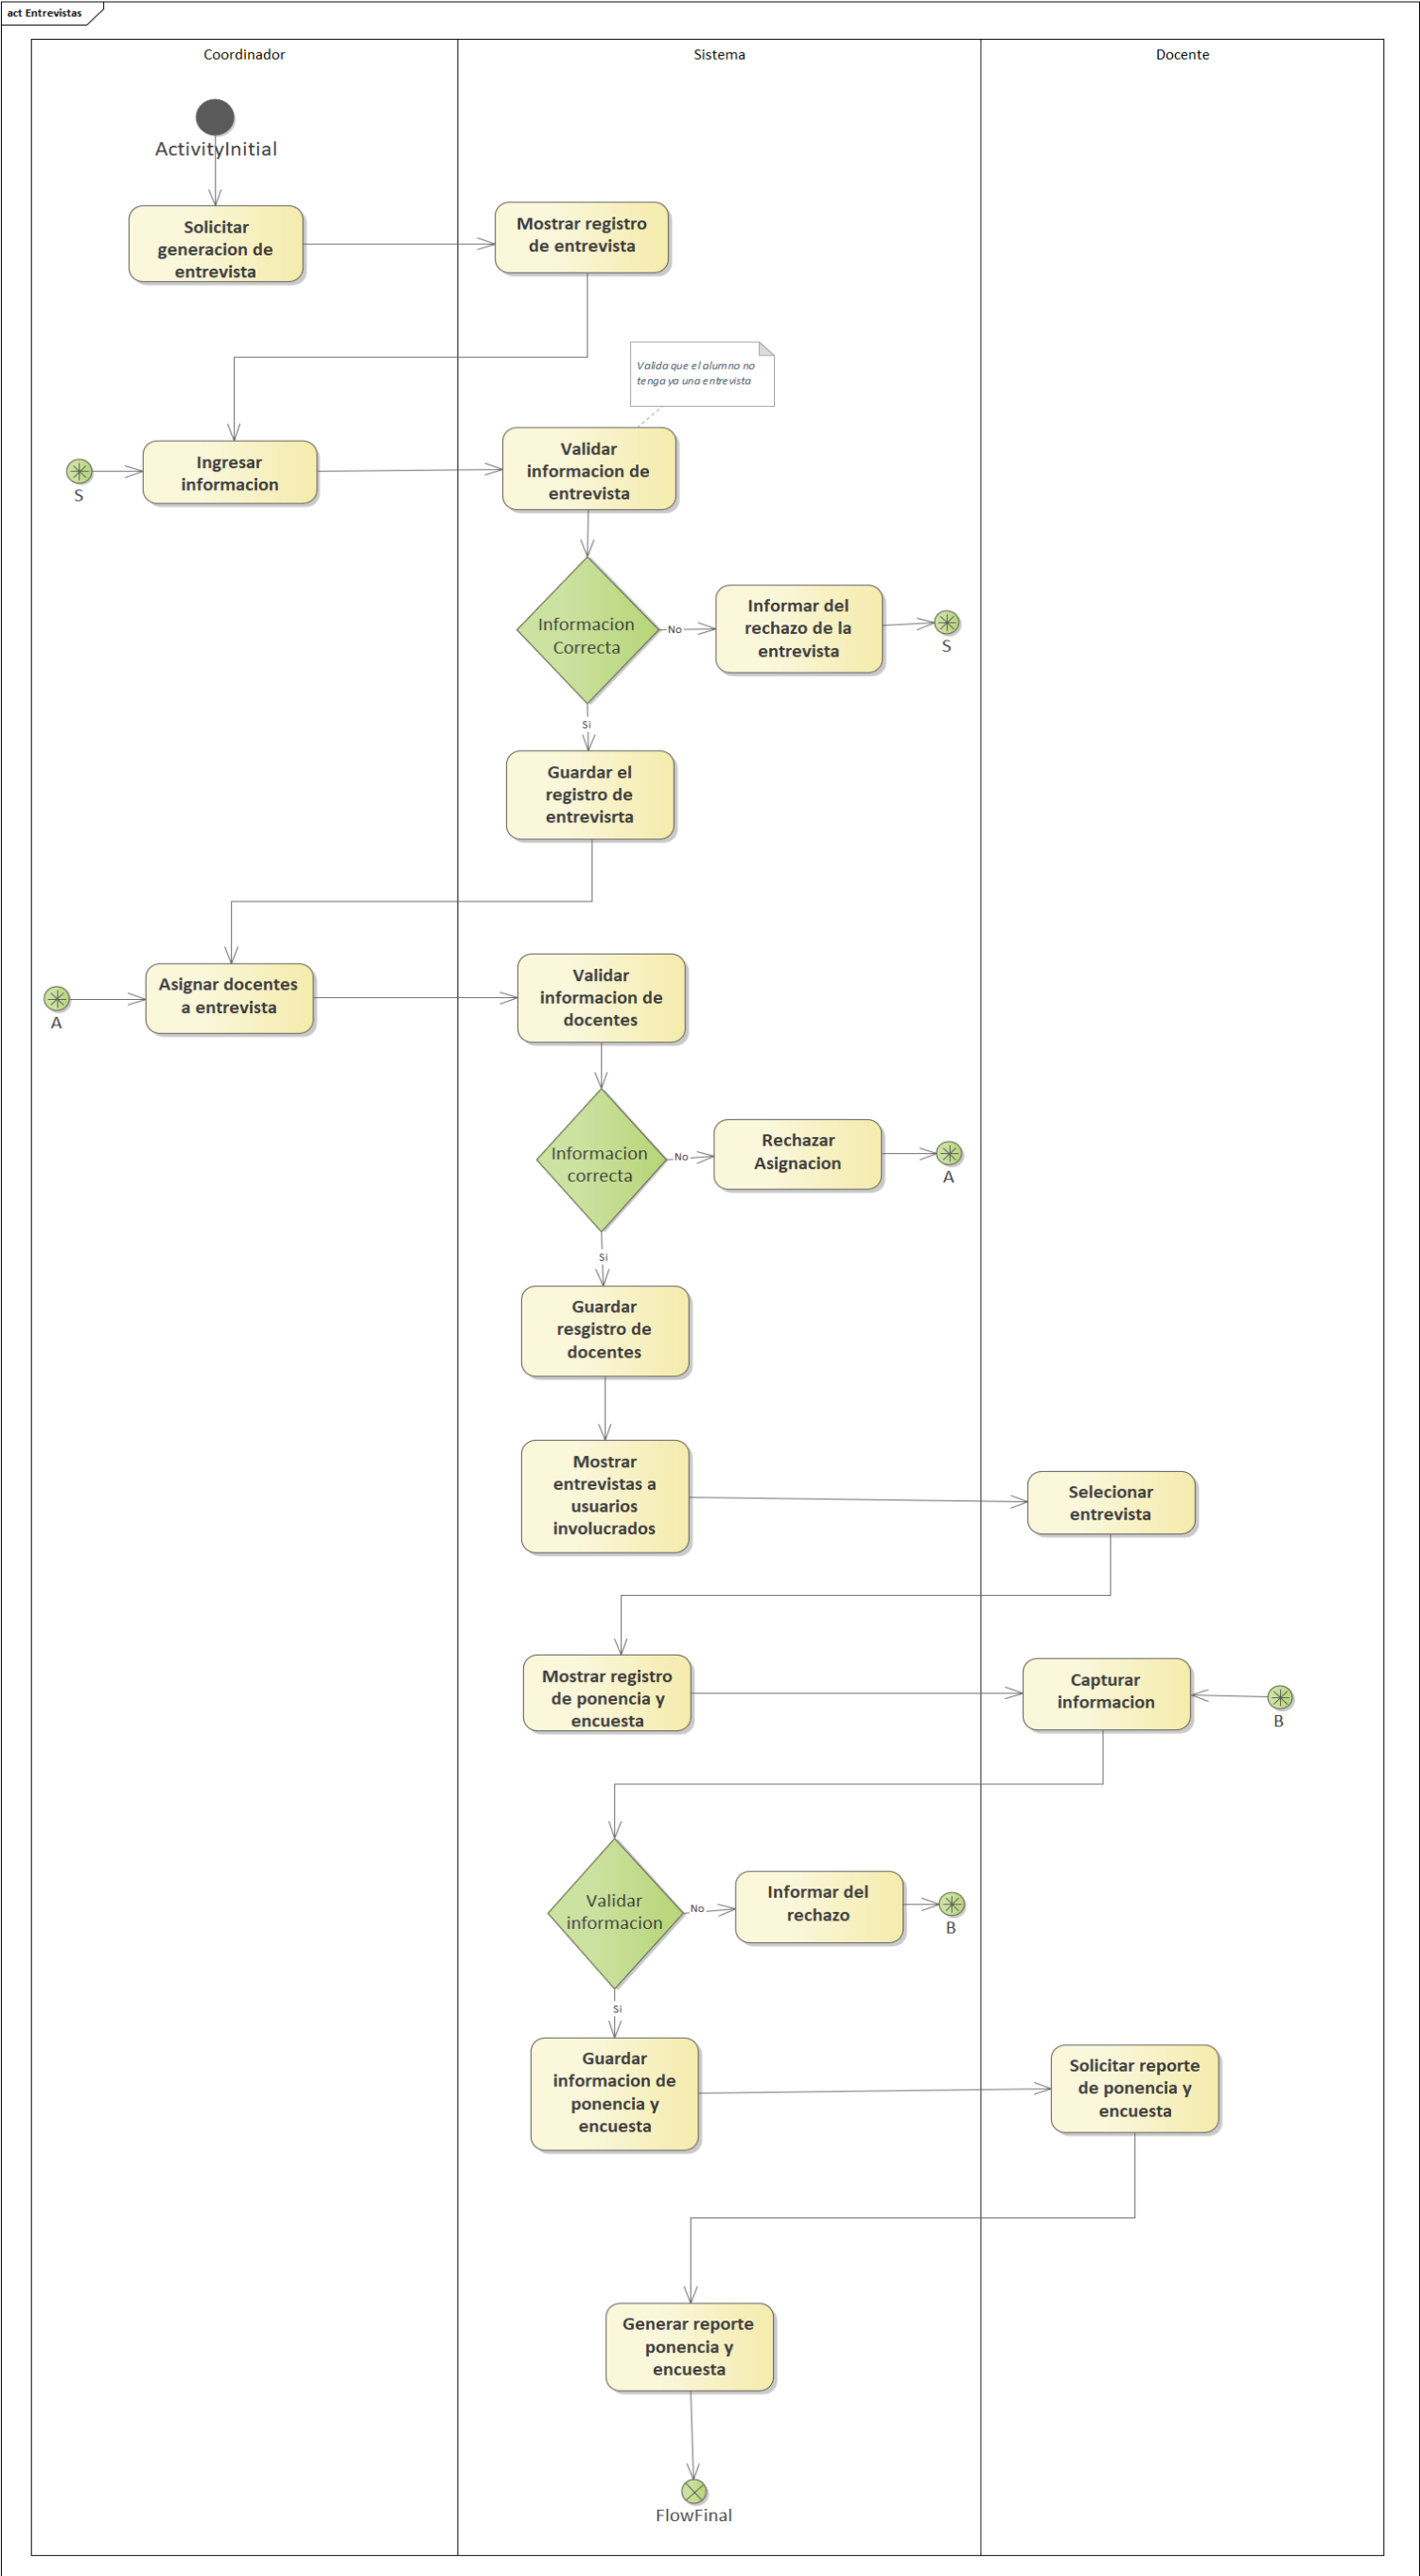 act Entrevistas
Coordinador
Sistema
Docente
ActivityInitial
Solicitar
generacion de
entrevista
Mostrar registro
de entrevista
Valida que el alumno no
tenga ya una entrevista
S
Ingresar
informacion
Validar
informacion de
entrevista
Informacion
Correcta
No
Informar del
rechazo de la
entrevista
S
Si
Guardar el
registro de
entrevisrta
A
Asignar docentes
a entrevista
Validar
informacion de
docentes
Informacion
correcta
No
Rechazar
Asignacion
A
Si
Guardar
resgistro de
docentes
Mostrar
entrevistas a
usuarios
involucrados
Selecionar
entrevista
Mostrar registro
de ponencia y
encuesta
Capturar
informacion
B
Validar
informacion
No
Informar del
rechazo
B
Si
Guardar
informacion de
ponencia y
encuesta
Solicitar reporte
de ponencia y
encuesta
Generar reporte
ponencia y
encuesta
FlowFinal